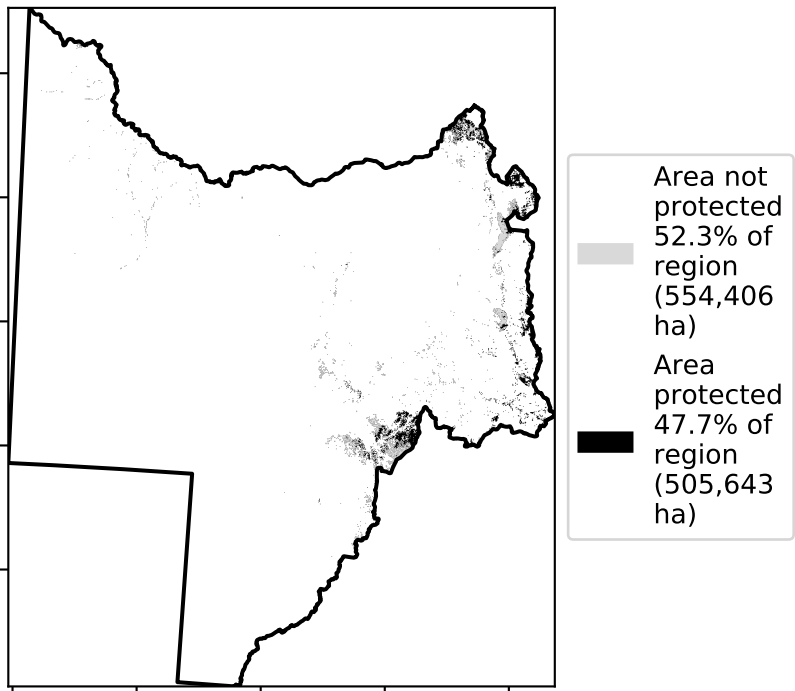 Area not
protected
52.3% of
region
(554,406
ha)
Area
protected
47.7% of
region
(505,643
ha)